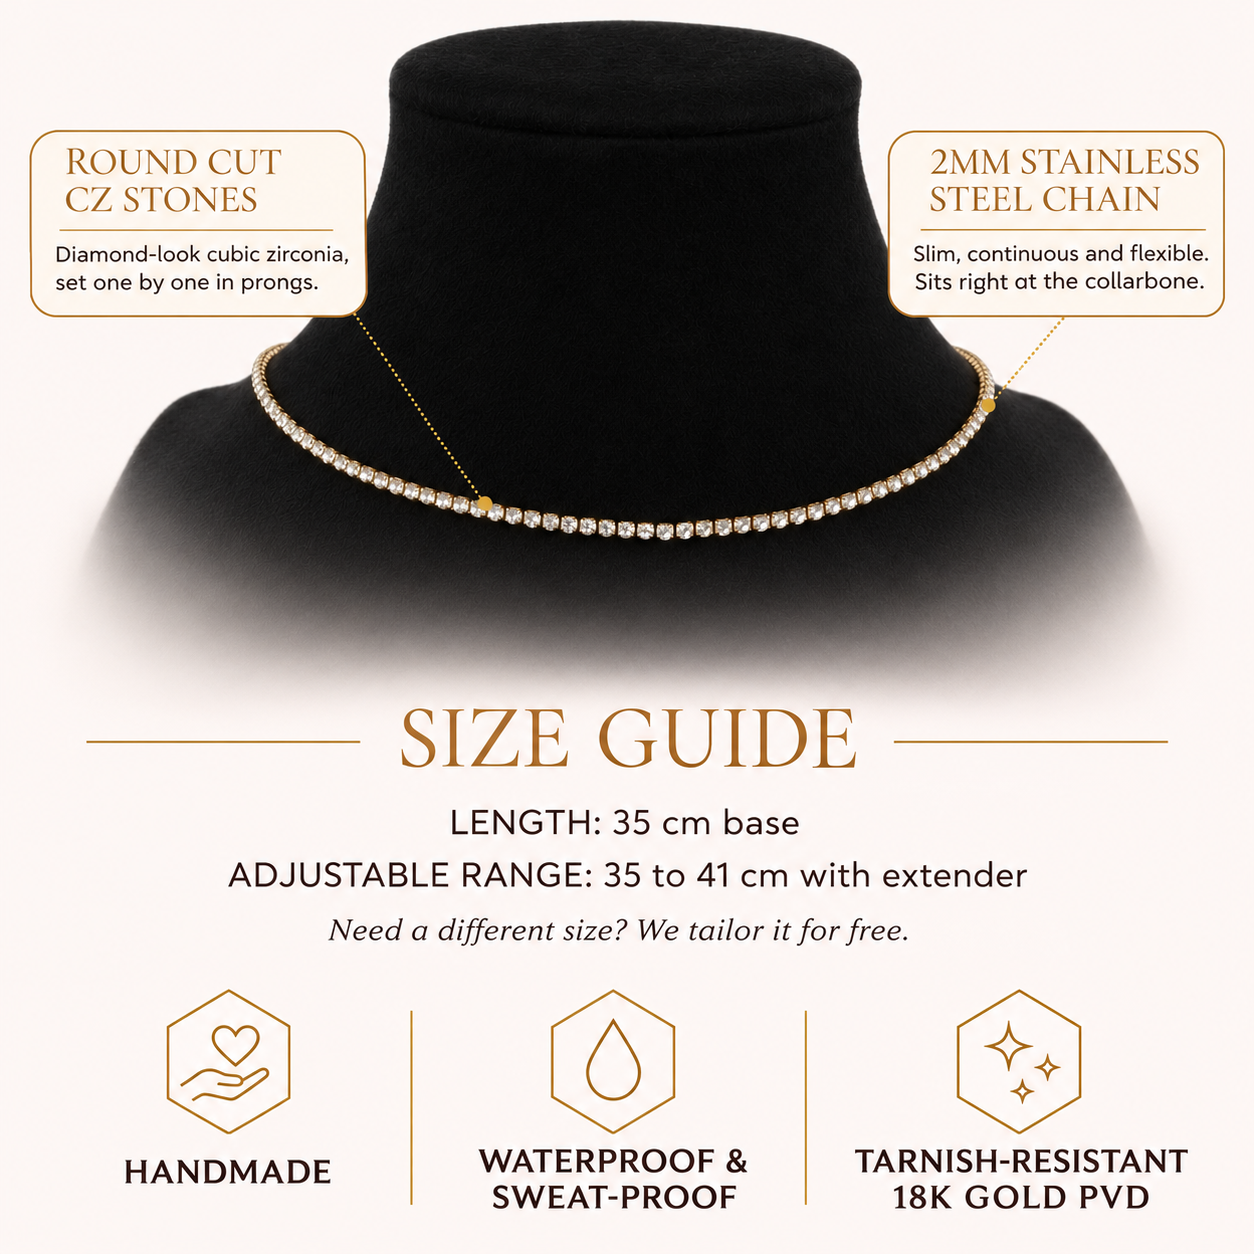 ROUND CUT
CZ STONES
Diamond-look cubic zirconia,
set one by one in prongs.
2MM STAINLESS
STEEL CHAIN
Slim, continuous and flexible.
Sits right at the collarbone.
SIZE GUIDE
LENGTH: 35 cm base
ADJUSTABLE RANGE: 35 to 41 cm with extender
Need a different size? We tailor it for free.
HANDMADE
WATERPROOF &
SWEAT-PROOF
TARNISH-RESISTANT
18K GOLD PVD